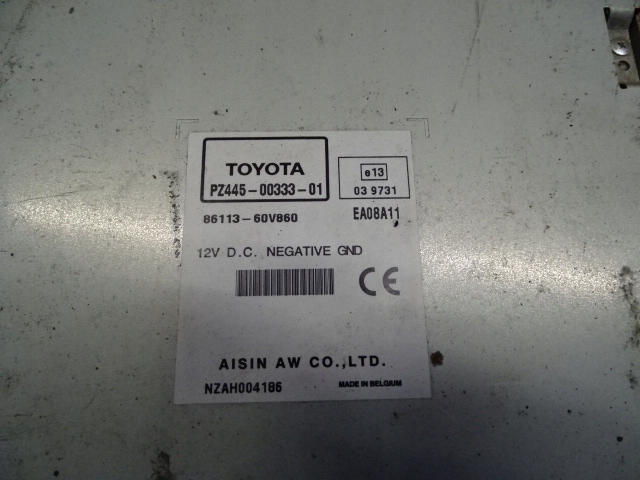 TOYOTA
PZ445-00333-01
e13
03 9731
86113-60V860
EA08A11
12V D.C. NEGATIVE GND
CE
AISIN AW CO.,LTD.
NZAH004186
MADE IN BELGIUM